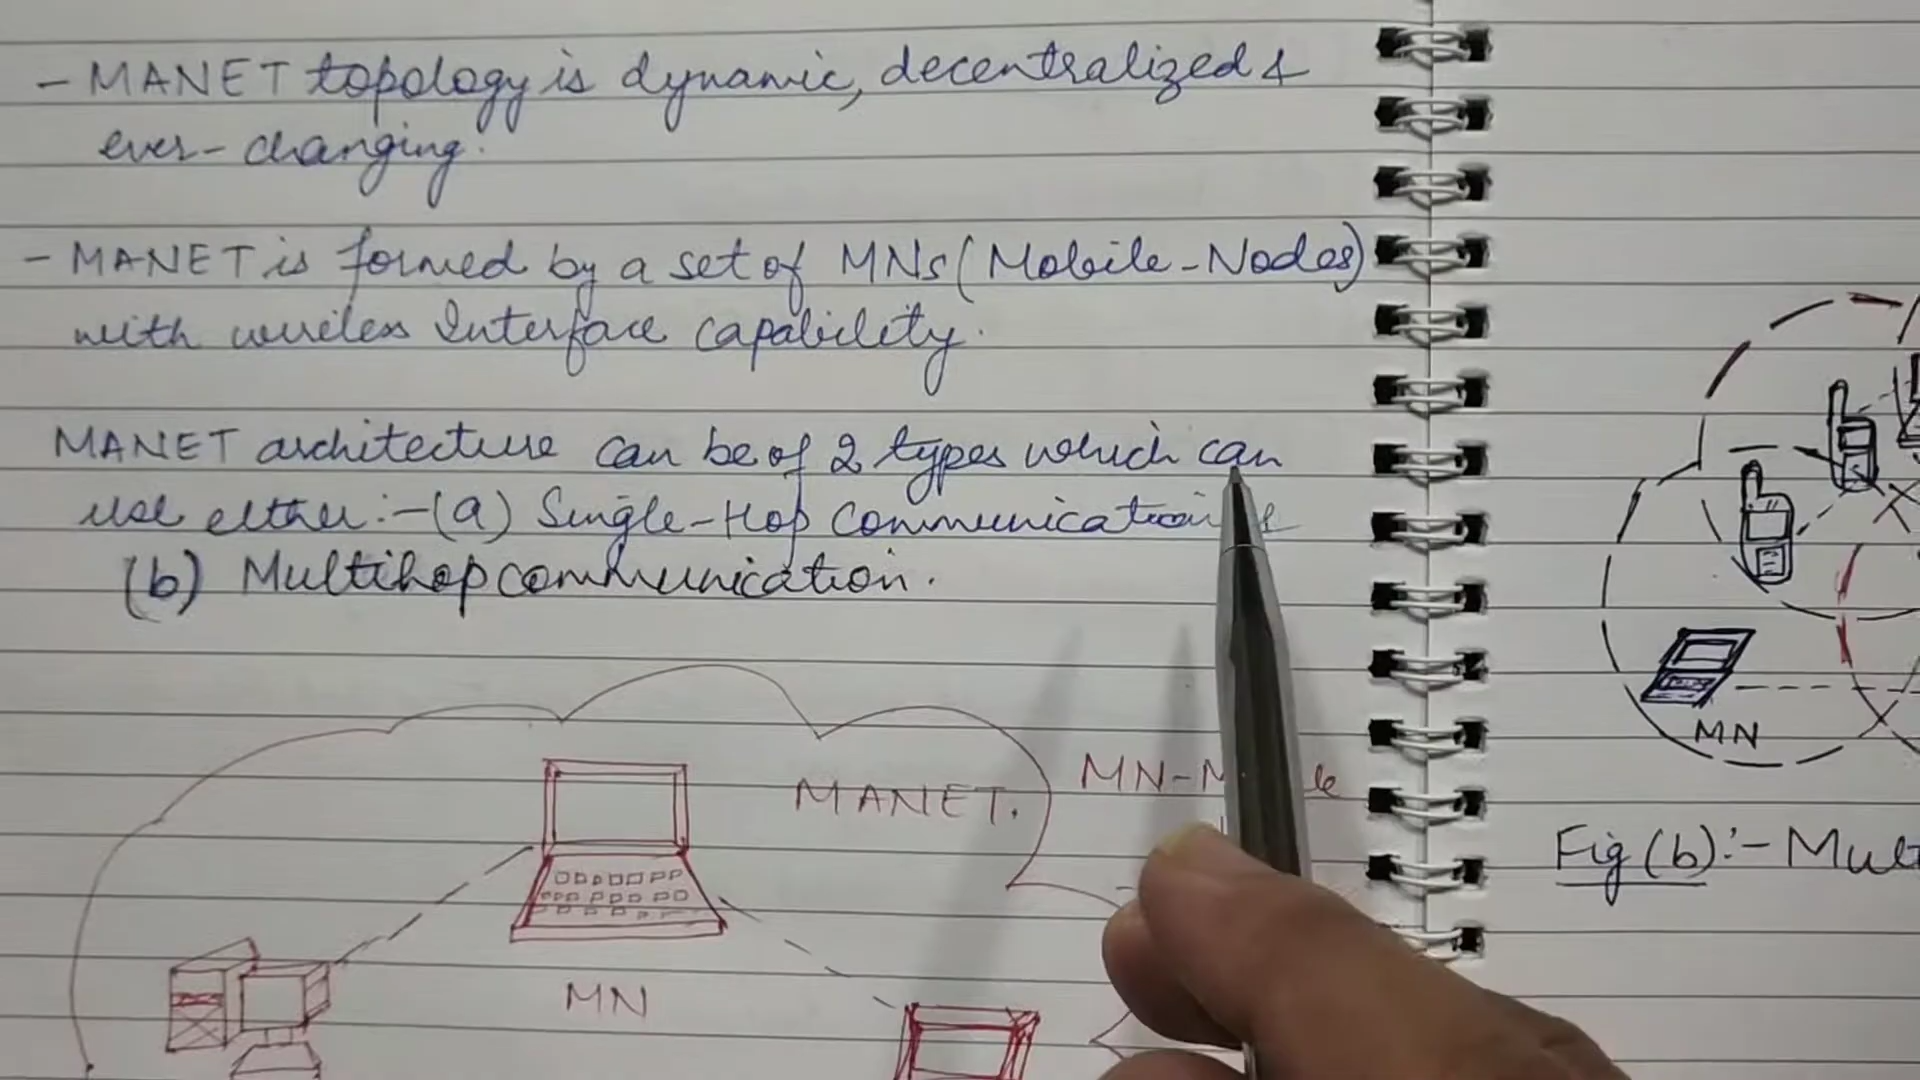 - MANET topology is dynamic, decentralized &
ever-changing.
- MANET is formed by a set of MNs (Mobile-Nodes)
with wireless Interface capability.
MANET architecture can be of 2 types which can
use either:- (a) Single-Hop communication &
(b) Multihop communication.
MANET.
MN-M
MN
MN
Fig (b):- Mult